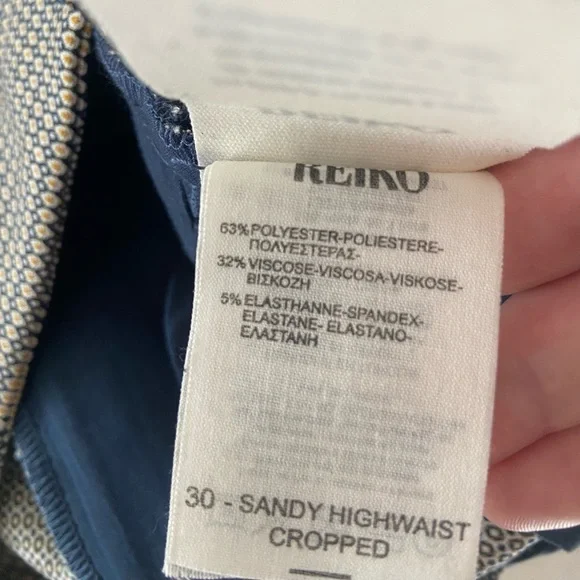 REIKO
63% POLYESTER-POLIESTERE-
ΠΟΛΥΕΣΤΕΡΑΣ-
32% VISCOSE-VISCOSA-VISKOSE-
ΒΙΣΚΟΖΗ
5% ELASTHANNE-SPANDEX-
ELASTANE- ELASTANO-
ΕΛΑΣΤΑΝΗ
30 - SANDY HIGHWAIST
CROPPED